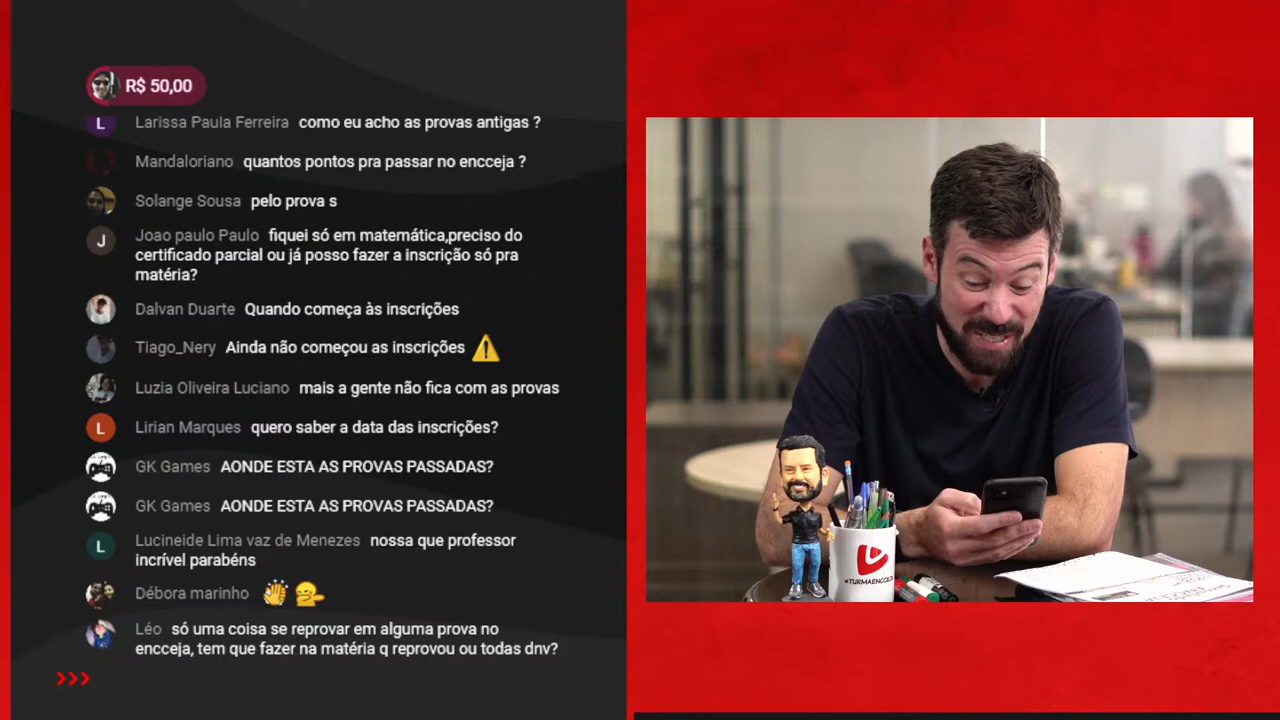 R$ 50,00
Larissa Paula Ferreira como eu acho as provas antigas ?
Mandaloriano quantos pontos pra passar no encceja ?
Solange Sousa pelo prova s
Joao paulo Paulo fiquei só em matemática,preciso do
certificado parcial ou já posso fazer a inscrição só pra
matéria?
Dalvan Duarte Quando começa às inscrições
Tiago_Nery Ainda não começou as inscrições ⚠️
Luzia Oliveira Luciano mais a gente não fica com as provas
Lirian Marques quero saber a data das inscrições?
GK Games AONDE ESTA AS PROVAS PASSADAS?
GK Games AONDE ESTA AS PROVAS PASSADAS?
Lucineide Lima vaz de Menezes nossa que professor
incrível parabéns
Débora marinho
Léo só uma coisa se reprovar em alguma prova no
encceja, tem que fazer na matéria q reprovou ou todas dnv?
>>>
L
J
L
L
#TURMAENCCEJA